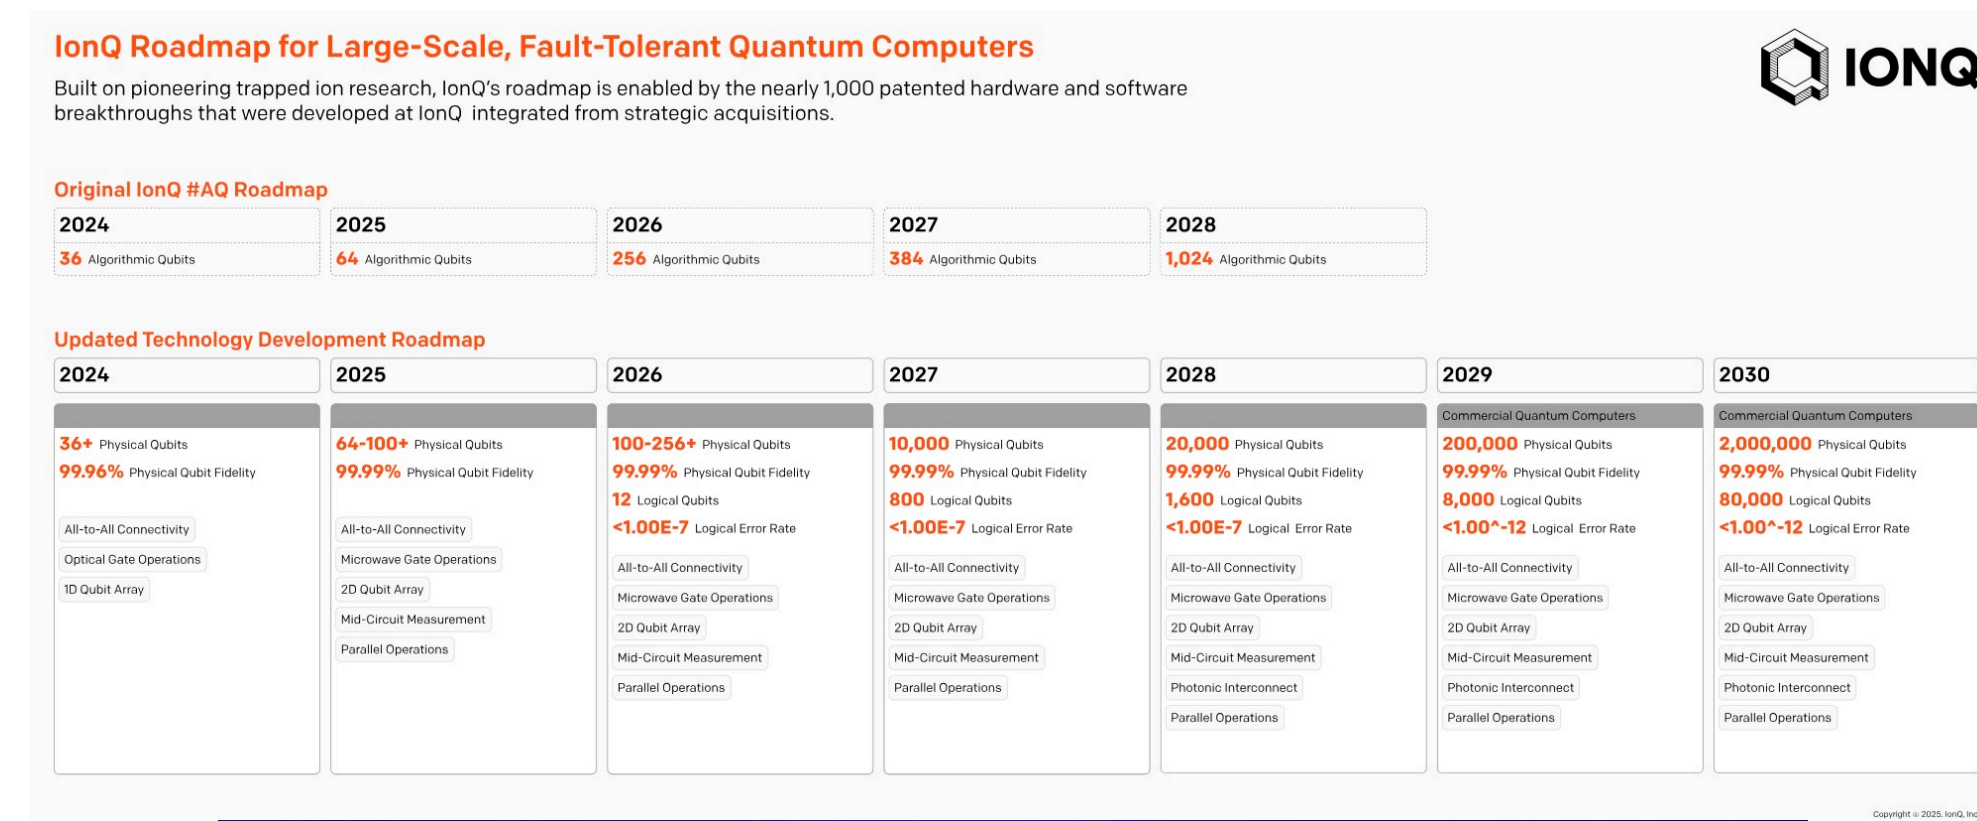 IonQ Roadmap for Large-Scale, Fault-Tolerant Quantum Computers
IONQ
Built on pioneering trapped ion research, IonQ's roadmap is enabled by the nearly 1,000 patented hardware and software
breakthroughs that were developed at IonQ integrated from strategic acquisitions.
Original IonQ #AQ Roadmap
2024
36 Algorithmic Qubits
2025
64 Algorithmic Qubits
2026
256 Algorithmic Qubits
2027
384 Algorithmic Qubits
2028
1,024 Algorithmic Qubits
Updated Technology Development Roadmap
2024
36+ Physical Qubits
99.96% Physical Qubit Fidelity
All-to-All Connectivity
Optical Gate Operations
1D Qubit Array
2025
64-100+ Physical Qubits
99.99% Physical Qubit Fidelity
All-to-All Connectivity
Microwave Gate Operations
2D Qubit Array
Mid-Circuit Measurement
Parallel Operations
2026
100-256+ Physical Qubits
99.99% Physical Qubit Fidelity
12 Logical Qubits
<1.00E-7 Logical Error Rate
All-to-All Connectivity
Microwave Gate Operations
2D Qubit Array
Mid-Circuit Measurement
Parallel Operations
2027
10,000 Physical Qubits
99.99% Physical Qubit Fidelity
800 Logical Qubits
<1.00E-7 Logical Error Rate
All-to-All Connectivity
Microwave Gate Operations
2D Qubit Array
Mid-Circuit Measurement
Parallel Operations
2028
20,000 Physical Qubits
99.99% Physical Qubit Fidelity
1,600 Logical Qubits
<1.00E-7 Logical Error Rate
All-to-All Connectivity
Microwave Gate Operations
2D Qubit Array
Mid-Circuit Measurement
Photonic Interconnect
Parallel Operations
2029
Commercial Quantum Computers
200,000 Physical Qubits
99.99% Physical Qubit Fidelity
8,000 Logical Qubits
<1.00^-12 Logical Error Rate
All-to-All Connectivity
Microwave Gate Operations
2D Qubit Array
Mid-Circuit Measurement
Photonic Interconnect
Parallel Operations
2030
Commercial Quantum Computers
2,000,000 Physical Qubits
99.99% Physical Qubit Fidelity
80,000 Logical Qubits
<1.00^-12 Logical Error Rate
All-to-All Connectivity
Microwave Gate Operations
2D Qubit Array
Mid-Circuit Measurement
Photonic Interconnect
Parallel Operations
Copyright © 2025, IonQ, Inc